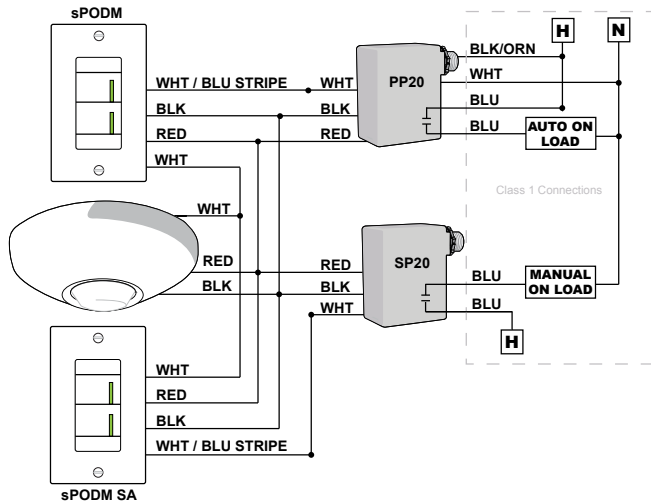 sPODM
H
N
BLK/ORN
WHT / BLU STRIPE
WHT
PP20
WHT
BLK
BLK
BLU
RED
RED
BLU
AUTO ON
LOAD
WHT
Class 1 Connections
WHT
RED
RED
SP20
BLU
MANUAL
ON LOAD
BLK
BLK
BLU
WHT
H
WHT
RED
BLK
WHT / BLU STRIPE
sPODM SA